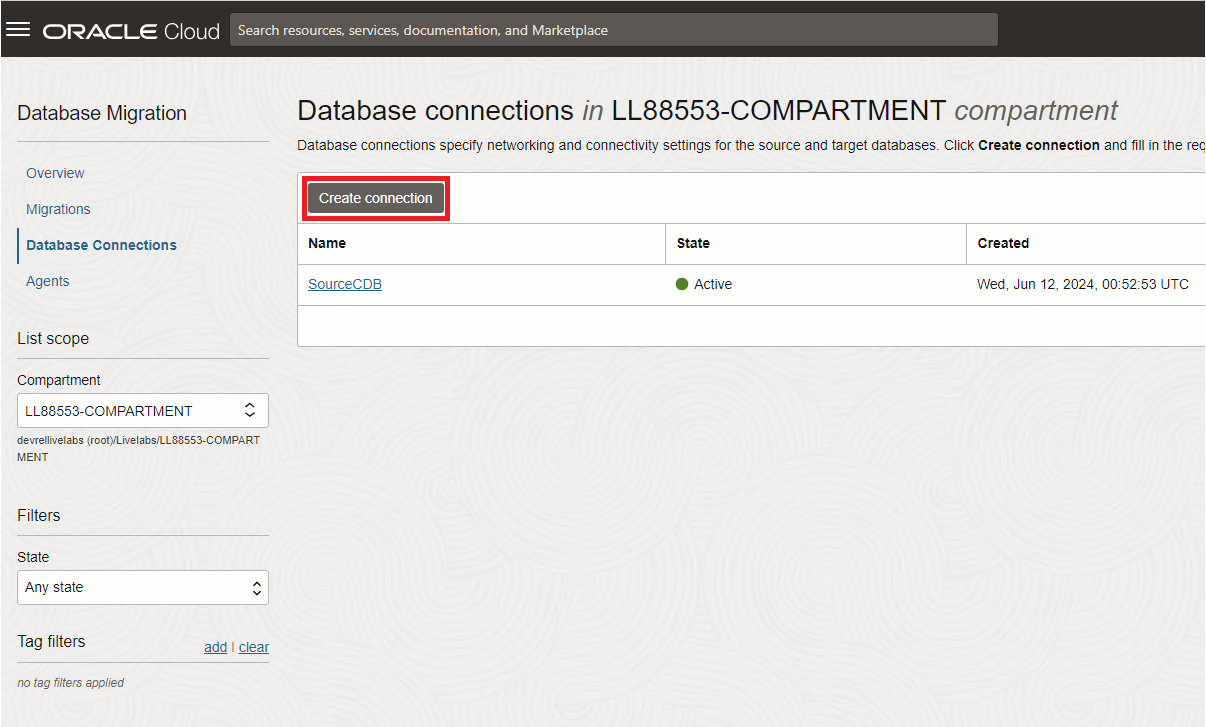 ORACLE Cloud
Search resources, services, documentation, and Marketplace
Database Migration
Overview
Migrations
Database Connections
Agents
List scope
Compartment
LL88553-COMPARTMENT
devrellivelabs (root)/Livelabs/LL88553-COMPART
MENT
Filters
State
Any state
Tag filters
add | clear
no tag filters applied
Database connections in LL88553-COMPARTMENT compartment
Database connections specify networking and connectivity settings for the source and target databases. Click Create connection and fill in the req
Create connection
Name State Created
SourceCDB Active Wed, Jun 12, 2024, 00:52:53 UTC